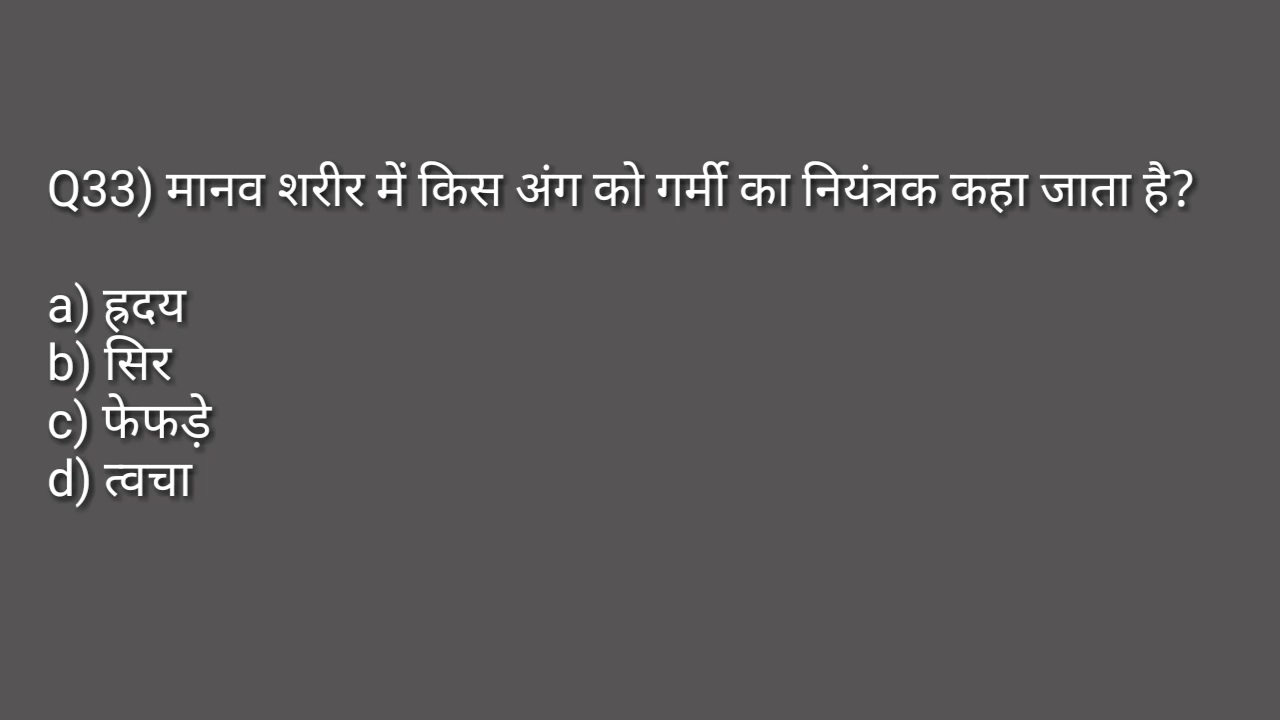 Q33) मानव शरीर में किस अंग को गर्मी का नियंत्रक कहा जाता है?
a) ह्रदय
b) सिर
c) फेफड़े
d) त्वचा